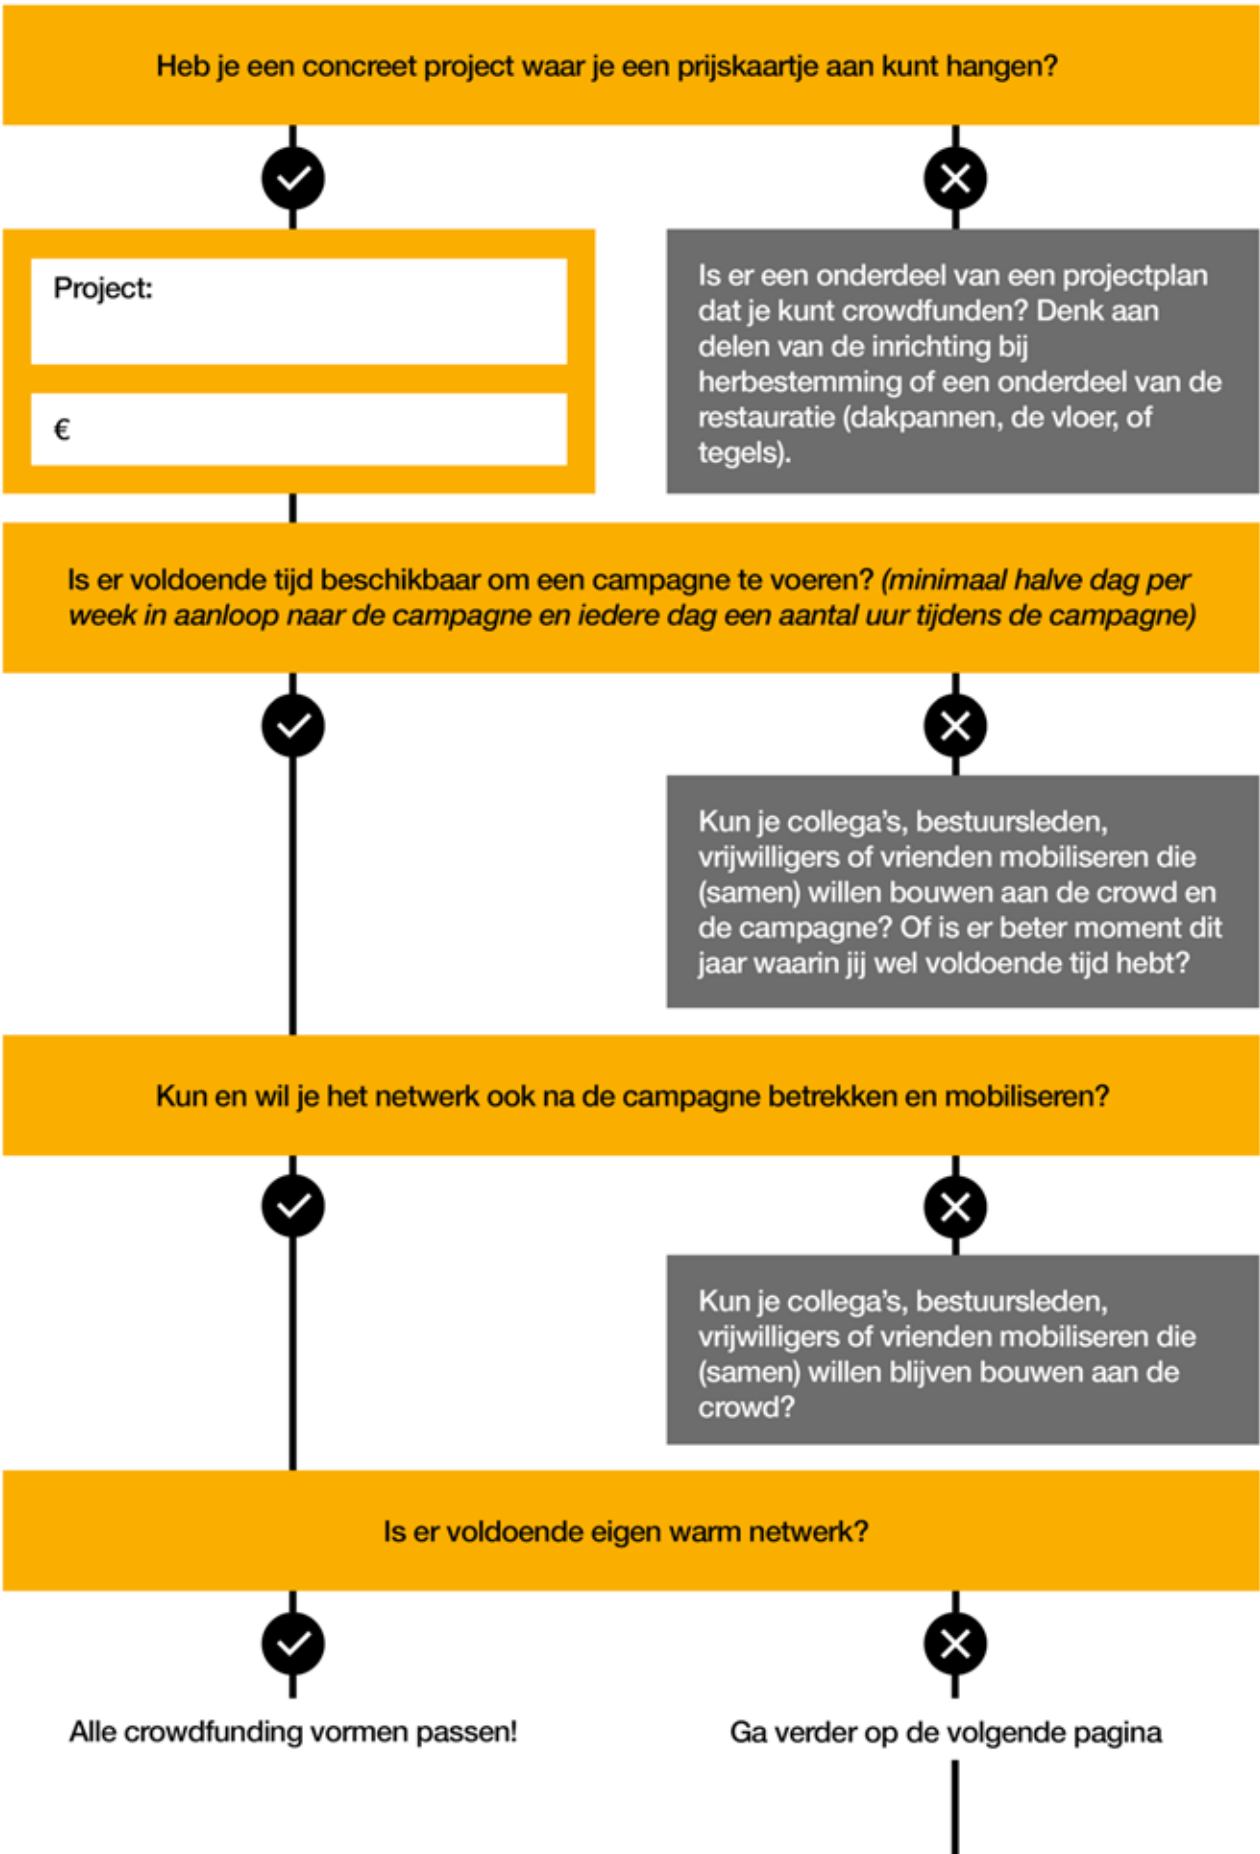 Heb je een concreet project waar je een prijskaartje aan kunt hangen?
Project:
€
Is er een onderdeel van een projectplan
dat je kunt crowdfunden? Denk aan
delen van de inrichting bij
herbestemming of een onderdeel van de
restauratie (dakpannen, de vloer, of
tegels).
Is er voldoende tijd beschikbaar om een campagne te voeren? (minimaal halve dag per
week in aanloop naar de campagne en iedere dag een aantal uur tijdens de campagne)
Kun je collega's, bestuursleden,
vrijwilligers of vrienden mobiliseren die
(samen) willen bouwen aan de crowd en
de campagne? Of is er beter moment dit
jaar waarin jij wel voldoende tijd hebt?
Kun en wil je het netwerk ook na de campagne betrekken en mobiliseren?
Kun je collega's, bestuursleden,
vrijwilligers of vrienden mobiliseren die
(samen) willen blijven bouwen aan de
crowd?
Is er voldoende eigen warm netwerk?
Alle crowdfunding vormen passen!
Ga verder op de volgende pagina